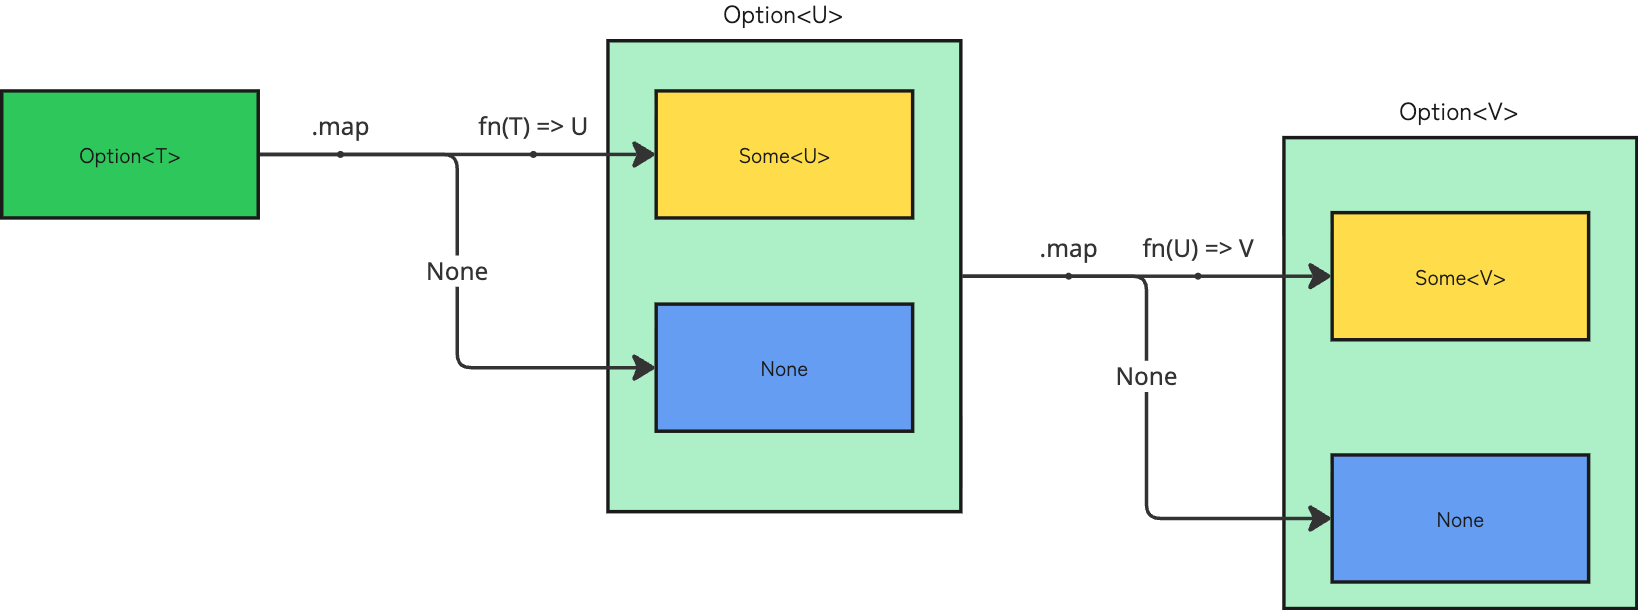 Option<U>
Option<T>
.map
fn(T) => U
Some<U>
None
None
Option<V>
.map
fn(U) => V
Some<V>
None
None